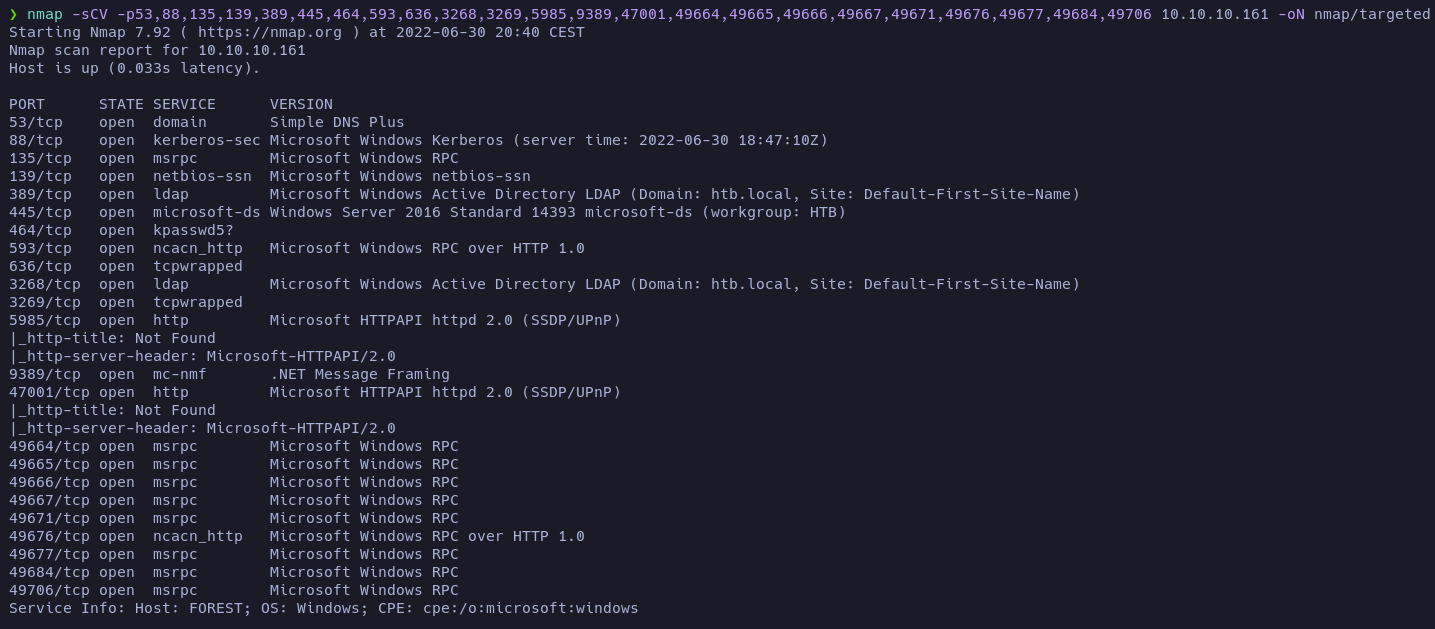 ❯ nmap -sCV -p53,88,135,139,389,445,464,593,636,3268,3269,5985,9389,47001,49664,49665,49666,49667,49671,49676,49677,49684,49706 10.10.10.161 -oN nmap/targeted
Starting Nmap 7.92 ( https://nmap.org ) at 2022-06-30 20:40 CEST
Nmap scan report for 10.10.10.161
Host is up (0.033s latency).

PORT      STATE SERVICE      VERSION
53/tcp    open  domain       Simple DNS Plus
88/tcp    open  kerberos-sec Microsoft Windows Kerberos (server time: 2022-06-30 18:47:10Z)
135/tcp   open  msrpc        Microsoft Windows RPC
139/tcp   open  netbios-ssn  Microsoft Windows netbios-ssn
389/tcp   open  ldap         Microsoft Windows Active Directory LDAP (Domain: htb.local, Site: Default-First-Site-Name)
445/tcp   open  microsoft-ds Windows Server 2016 Standard 14393 microsoft-ds (workgroup: HTB)
464/tcp   open  kpasswd5?
593/tcp   open  ncacn_http   Microsoft Windows RPC over HTTP 1.0
636/tcp   open  tcpwrapped
3268/tcp  open  ldap         Microsoft Windows Active Directory LDAP (Domain: htb.local, Site: Default-First-Site-Name)
3269/tcp  open  tcpwrapped
5985/tcp  open  http         Microsoft HTTPAPI httpd 2.0 (SSDP/UPnP)
|_http-title: Not Found
|_http-server-header: Microsoft-HTTPAPI/2.0
9389/tcp  open  mc-nmf       .NET Message Framing
47001/tcp open  http         Microsoft HTTPAPI httpd 2.0 (SSDP/UPnP)
|_http-title: Not Found
|_http-server-header: Microsoft-HTTPAPI/2.0
49664/tcp open  msrpc        Microsoft Windows RPC
49665/tcp open  msrpc        Microsoft Windows RPC
49666/tcp open  msrpc        Microsoft Windows RPC
49667/tcp open  msrpc        Microsoft Windows RPC
49671/tcp open  msrpc        Microsoft Windows RPC
49676/tcp open  ncacn_http   Microsoft Windows RPC over HTTP 1.0
49677/tcp open  msrpc        Microsoft Windows RPC
49684/tcp open  msrpc        Microsoft Windows RPC
49706/tcp open  msrpc        Microsoft Windows RPC
Service Info: Host: FOREST; OS: Windows; CPE: cpe:/o:microsoft:windows